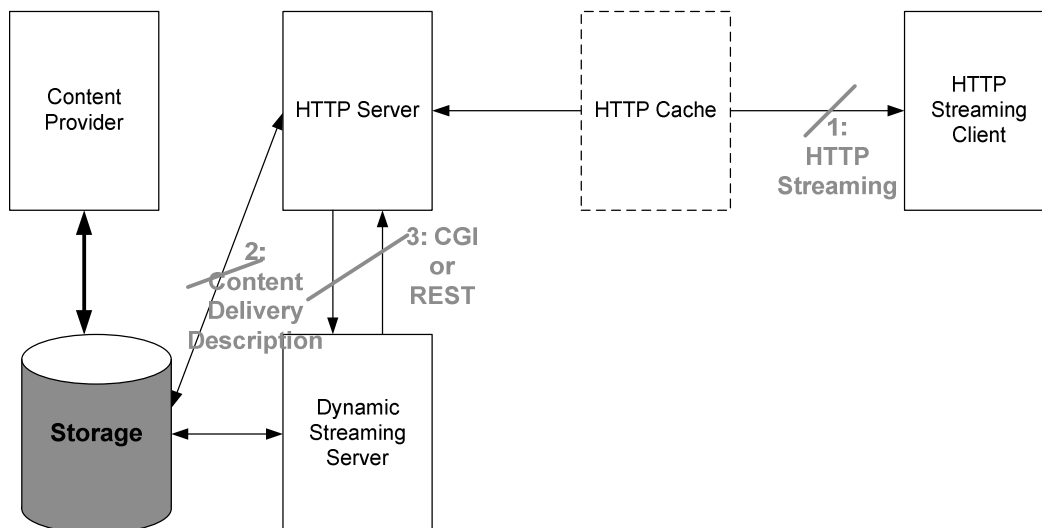 Content
Provider
HTTP Server
HTTP Cache
HTTP
Streaming
Client
1:
HTTP
Streaming
2:
Content
Delivery
Description
3: CGI
or
REST
Storage
Dynamic
Streaming
Server